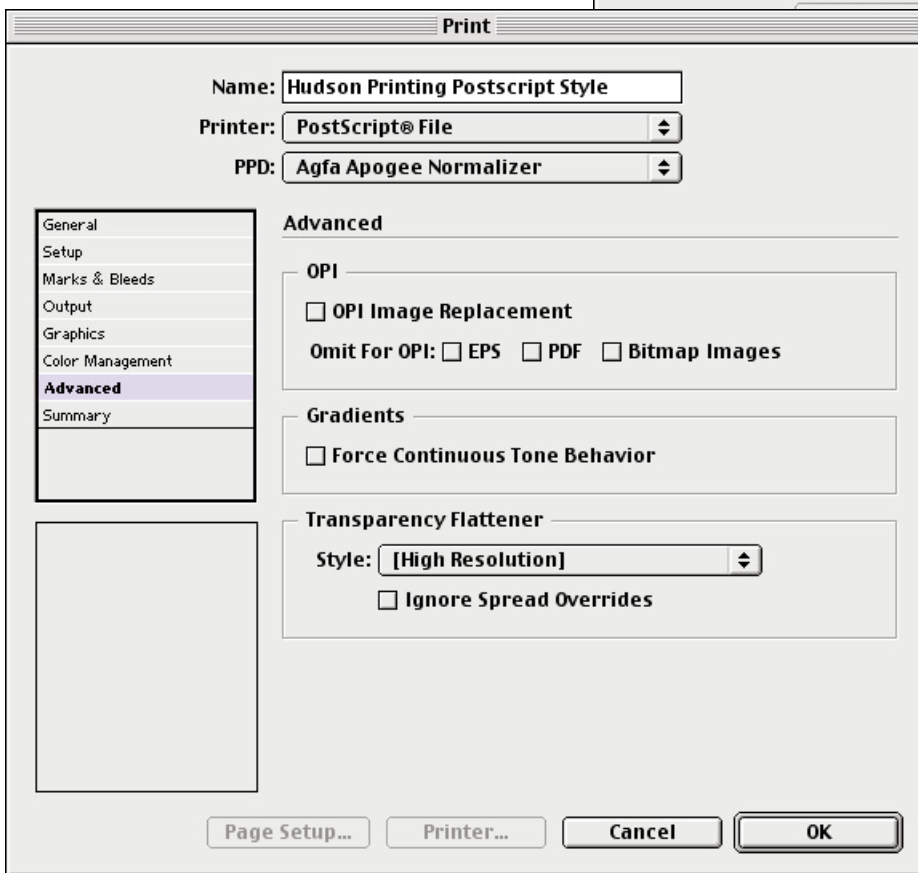 Print
Name: Hudson Printing Postscript Style
Printer: PostScript® File
PPD: Agfa Apogee Normalizer
General
Setup
Marks & Bleeds
Output
Graphics
Color Management
Advanced
Summary
Advanced
OPI
OPI Image Replacement
Omit For OPI: EPS PDF Bitmap Images
Gradients
Force Continuous Tone Behavior
Transparency Flattener
Style: [High Resolution]
Ignore Spread Overrides
Page Setup... Printer... Cancel OK